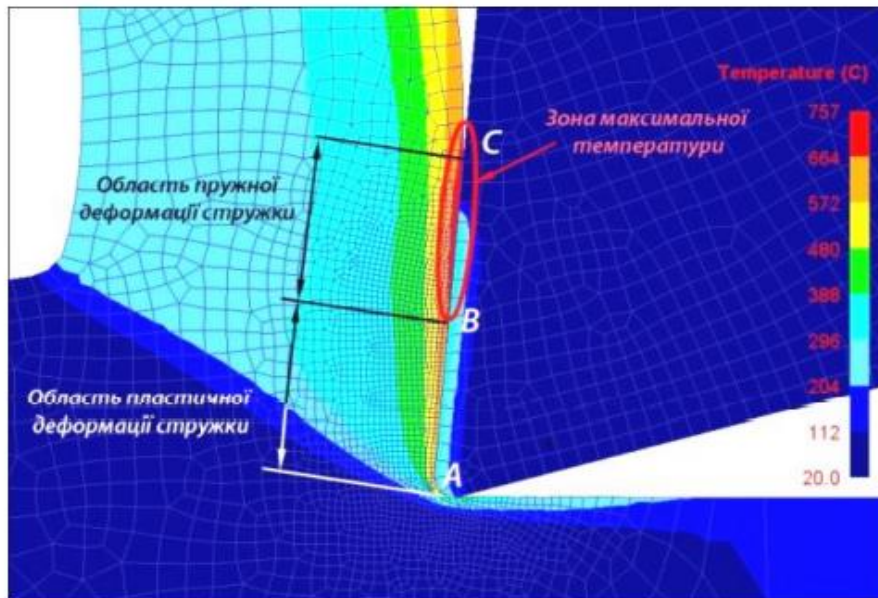 Temperature (C)
757
664
572
480
388
296
204
112
20.0
Зона максимальної
температури
C
Область пружної
деформації стружки
B
Область пластичної
деформації стружки
A